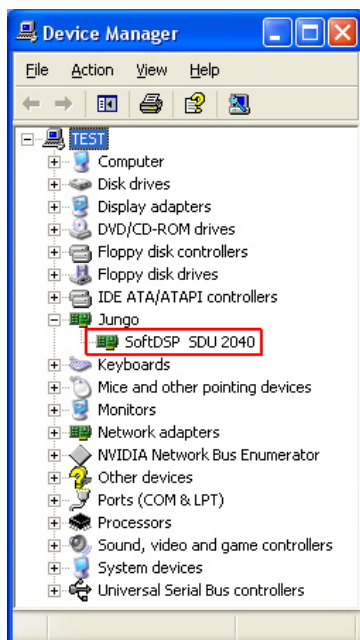 Device Manager
File Action View Help
TEST
Computer
Disk drives
Display adapters
DVD/CD-ROM drives
Floppy disk controllers
Floppy disk drives
IDE ATA/ATAPI controllers
Jungo
SoftDSP SDU 2040
Keyboards
Mice and other pointing devices
Monitors
Network adapters
NVIDIA Network Bus Enumerator
Other devices
Ports (COM & LPT)
Processors
Sound, video and game controllers
System devices
Universal Serial Bus controllers